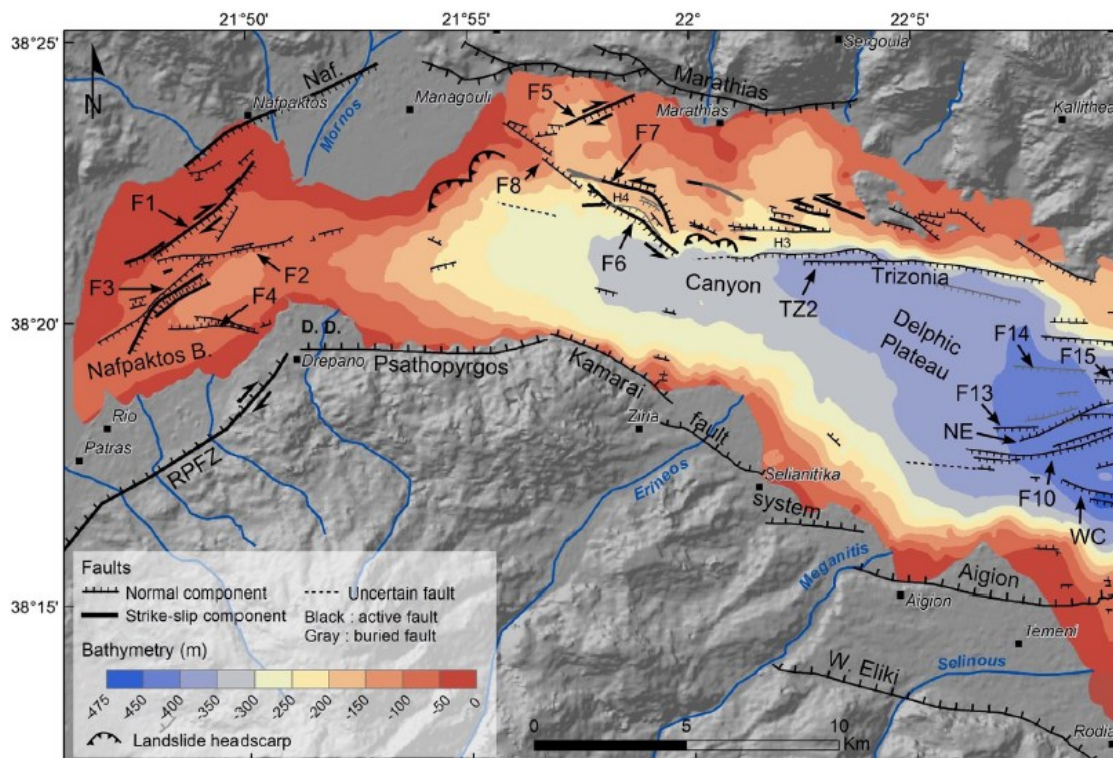 21°50' 21°55' 22° 22°5'
38°25'
Sergoula
Naf.
Marathias
N
Nafpaktos
Managouli
F5
Marathias
Kallithea
Mornos
F7
F1
F8
H4
F6
H3
F2
F3
Canyon
Trizonia
F4
TZ2
38°20'
D. D.
Delphic
Plateau
F14
Nafpaktos B.
Drepano
Psathopyrgos
F15
Kamarai
F13
Rio
Ziria
fault
NE
Patras
RPFZ
Erineos
Selianitika
F10
system
WC
Faults
Normal component
Uncertain fault
Strike-slip component
Black : active fault
Gray : buried fault
Meganitis
Aigion
38°15'
Aigion
Temeni
Bathymetry (m)
W. Eliki
Selinous
-475 -450 -400 -350 -300 -250 -200 -150 -100 -50 0
Landslide headscarp
0 5 10
Km